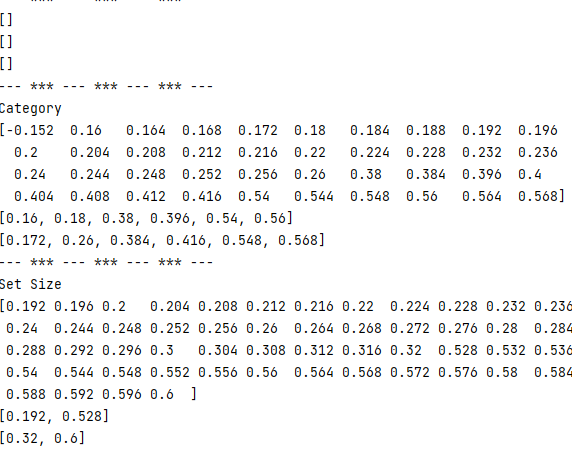 []
[]
[]
--- *** --- *** --- *** ---
Category
[-0.152  0.16   0.164  0.168  0.172  0.18   0.184  0.188  0.192  0.196
  0.2    0.204  0.208  0.212  0.216  0.22   0.224  0.228  0.232  0.236
  0.24   0.244  0.248  0.252  0.256  0.26   0.38   0.384  0.396  0.4
  0.404  0.408  0.412  0.416  0.54   0.544  0.548  0.56   0.564  0.568]
[0.16, 0.18, 0.38, 0.396, 0.54, 0.56]
[0.172, 0.26, 0.384, 0.416, 0.548, 0.568]
--- *** --- *** --- *** ---
Set Size
[0.192 0.196 0.2   0.204 0.208 0.212 0.216 0.22  0.224 0.228 0.232 0.236
 0.24  0.244 0.248 0.252 0.256 0.26  0.264 0.268 0.272 0.276 0.28  0.284
 0.288 0.292 0.296 0.3   0.304 0.308 0.312 0.316 0.32  0.528 0.532 0.536
 0.54  0.544 0.548 0.552 0.556 0.56  0.564 0.568 0.572 0.576 0.58  0.584
 0.588 0.592 0.596 0.6  ]
[0.192, 0.528]
[0.32, 0.6]